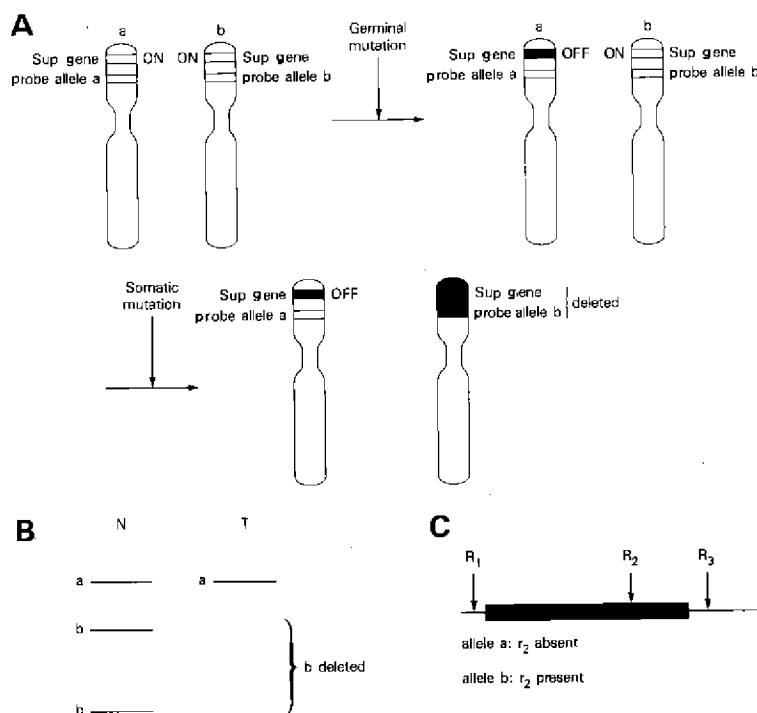 A
a
b
Sup gene
probe allele a
ON
ON
Sup gene
probe allele b
Germinal
mutation
a
b
Sup gene
probe allele a
OFF
ON
Sup gene
probe allele b
Somatic
mutation
Sup gene
probe allele a
OFF
Sup gene
probe allele b
deleted
B
N
T
a
a
b
b
b deleted
C
R1
R2
R3
allele a: r2 absent
allele b: r2 present